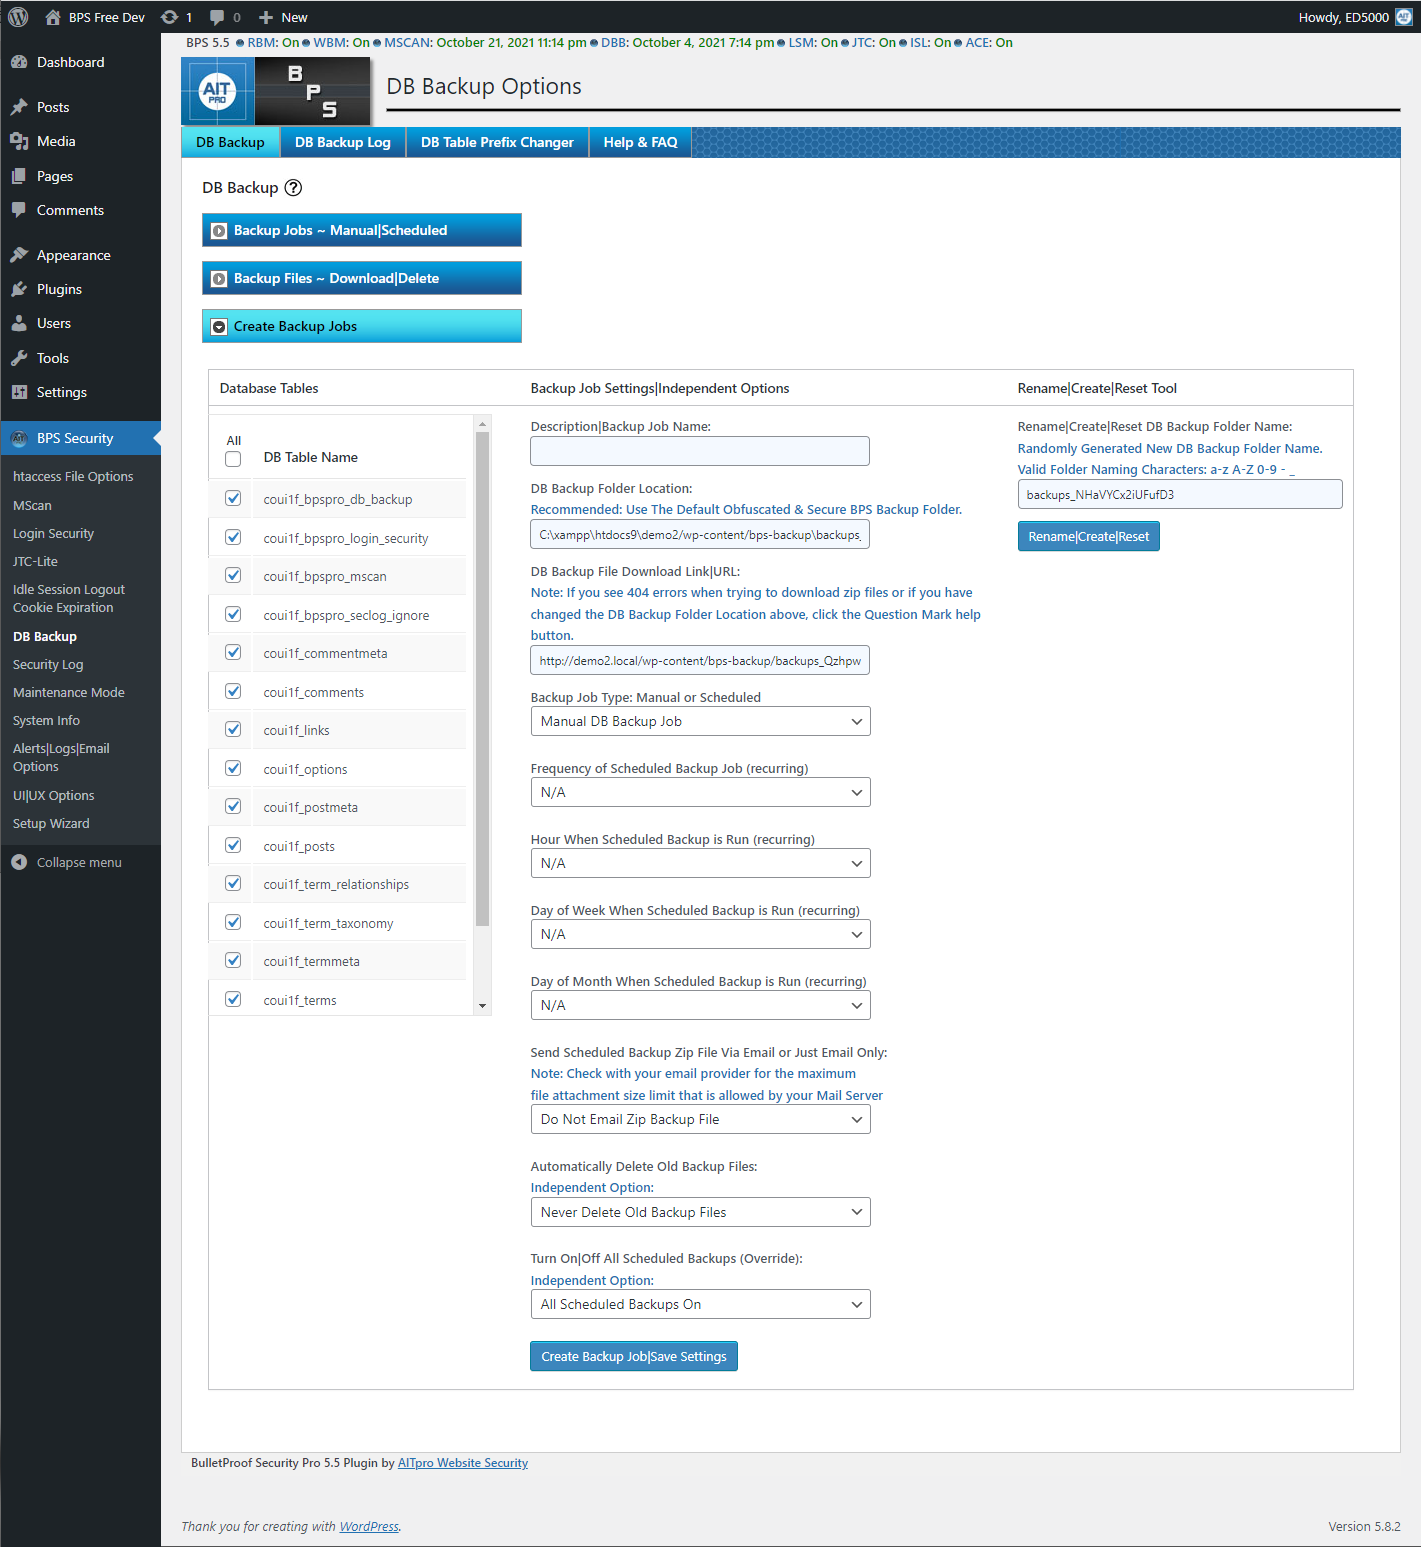 BPS Free Dev 1 0 New Howdy, ED5000
BPS 5.5 RBM: On WBM: On MSCAN: October 21, 2021 11:14 pm DBB: October 4, 2021 7:14 pm LSM: On JTC: On ISL: On ACE: On
Dashboard
Posts
Media
Pages
Comments
Appearance
Plugins
Users
Tools
Settings
BPS Security
htaccess File Options
MScan
Login Security
JTC-Lite
Idle Session Logout
Cookie Expiration
DB Backup
Security Log
Maintenance Mode
System Info
Alerts|Logs|Email
Options
UI|UX Options
Setup Wizard
Collapse menu
AIT
PRO
B
P
S
DB Backup Options
DB Backup DB Backup Log DB Table Prefix Changer Help & FAQ
DB Backup ?
Backup Jobs ~ Manual|Scheduled
Backup Files ~ Download|Delete
Create Backup Jobs
Database Tables
All
DB Table Name
coui1f_bpspro_db_backup
coui1f_bpspro_login_security
coui1f_bpspro_mscan
coui1f_bpspro_seclog_ignore
coui1f_commentmeta
coui1f_comments
coui1f_links
coui1f_options
coui1f_postmeta
coui1f_posts
coui1f_term_relationships
coui1f_term_taxonomy
coui1f_termmeta
coui1f_terms
Backup Job Settings|Independent Options
Description|Backup Job Name:
DB Backup Folder Location:
Recommended: Use The Default Obfuscated & Secure BPS Backup Folder.
C:\xampp\htdocs9\demo2/wp-content/bps-backup\backups_
DB Backup File Download Link|URL:
Note: If you see 404 errors when trying to download zip files or if you have
changed the DB Backup Folder Location above, click the Question Mark help
button.
http://demo2.local/wp-content/bps-backup/backups_Qzhpw
Backup Job Type: Manual or Scheduled
Manual DB Backup Job
Frequency of Scheduled Backup Job (recurring)
N/A
Hour When Scheduled Backup is Run (recurring)
N/A
Day of Week When Scheduled Backup is Run (recurring)
N/A
Day of Month When Scheduled Backup is Run (recurring)
N/A
Send Scheduled Backup Zip File Via Email or Just Email Only:
Note: Check with your email provider for the maximum
file attachment size limit that is allowed by your Mail Server
Do Not Email Zip Backup File
Automatically Delete Old Backup Files:
Independent Option:
Never Delete Old Backup Files
Turn On|Off All Scheduled Backups (Override):
Independent Option:
All Scheduled Backups On
Create Backup Job|Save Settings
Rename|Create|Reset Tool
Rename|Create|Reset DB Backup Folder Name:
Randomly Generated New DB Backup Folder Name.
Valid Folder Naming Characters: a-z A-Z 0-9 - _
backups_NHaVYCx2iUFufD3
Rename|Create|Reset
BulletProof Security Pro 5.5 Plugin by AITpro Website Security
Thank you for creating with WordPress.
Version 5.8.2